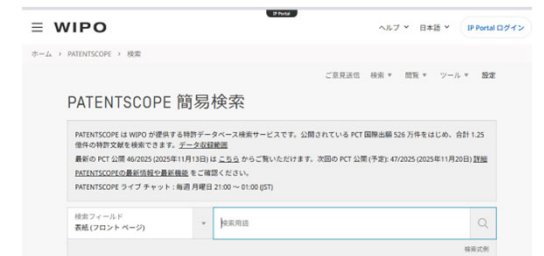 IP Portal
WIPO
ヘルプ 日本語 IP Portal ログイン
ホーム > PATENTSCOPE > 検索
ご意見送信 検索 閲覧 ツール 設定
PATENTSCOPE 簡易検索
PATENTSCOPE は WIPO が提供する特許データベース検索サービスです。公開されている PCT 国際出願 526 万件をはじめ、合計 1.25
億件の特許文献を検索できます。データ収録範囲
最新の PCT 公開 46/2025 (2025年11月13日) は こちら からご覧いただけます。次回の PCT 公開 (予定): 47/2025 (2025年11月20日) 詳細
PATENTSCOPEの最新情報や最新機能 をご確認ください。
PATENTSCOPE ライブ チャット : 毎週 月曜日 21:00 ～ 01:00 (JST)
検索フィールド
表紙 (フロント ページ)
検索用語
検索式例